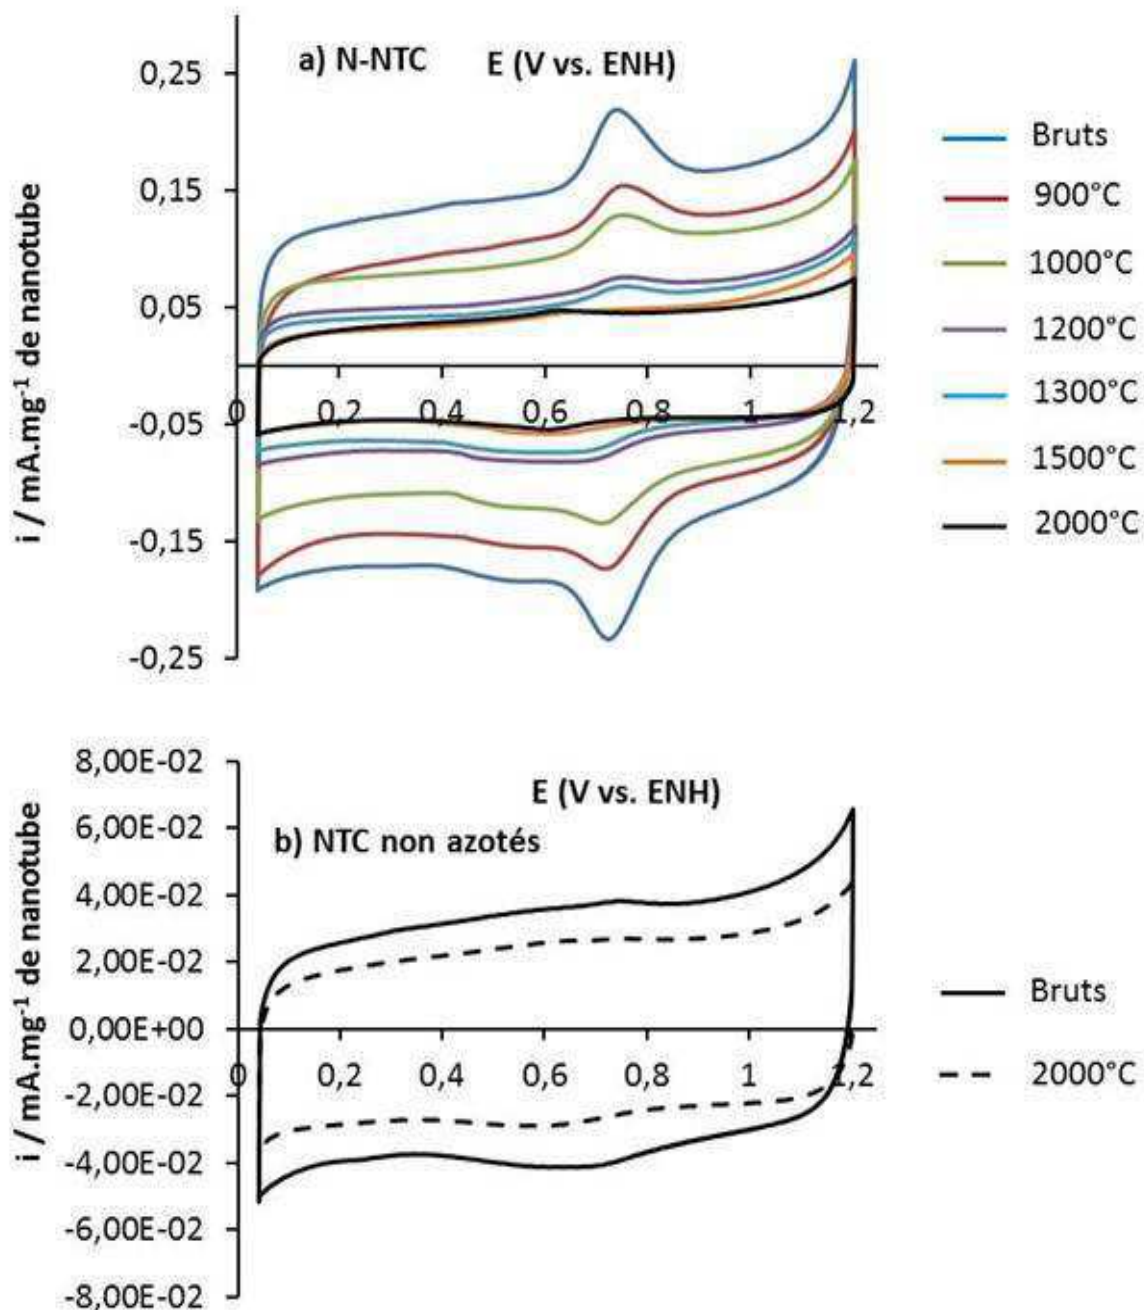 a) N-NTC E (V vs. ENH)
0,25
0,15
0,05
-0,05
-0,15
-0,25
0 0,2 0,4 0,6 0,8 1 1,2
i / mA.mg⁻¹ de nanotube
Bruts
900°C
1000°C
1200°C
1300°C
1500°C
2000°C
E (V vs. ENH)
b) NTC non azotés
8,00E-02
6,00E-02
4,00E-02
2,00E-02
0,00E+00
-2,00E-02
-4,00E-02
-6,00E-02
-8,00E-02
0 0,2 0,4 0,6 0,8 1 1,2
i / mA.mg⁻¹ de nanotube
Bruts
2000°C